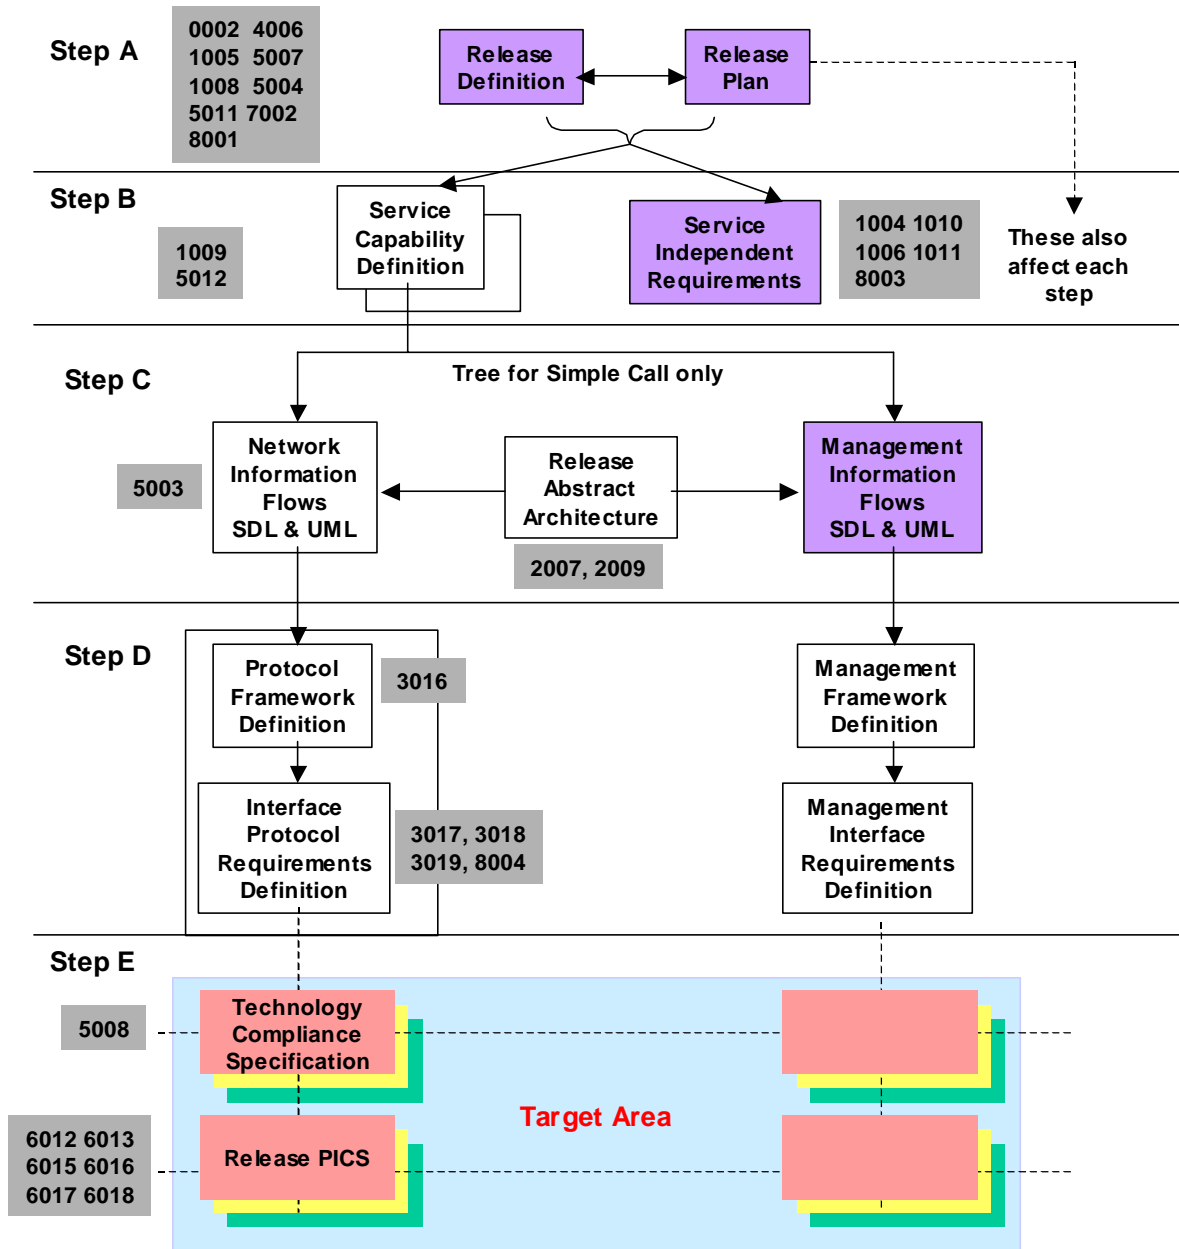 Step A
0002 4006
1005 5007
1008 5004
5011 7002
8001
Release
Definition
Release
Plan
Step B
1009
5012
Service
Capability
Definition
Service
Independent
Requirements
1004 1010
1006 1011
8003
These also
affect each
step
Step C
Tree for Simple Call only
5003
Network
Information
Flows
SDL & UML
Release
Abstract
Architecture
2007, 2009
Management
Information
Flows
SDL & UML
Step D
Protocol
Framework
Definition
3016
Management
Framework
Definition
Interface
Protocol
Requirements
Definition
3017, 3018
3019, 8004
Management
Interface
Requirements
Definition
Step E
5008
Technology
Compliance
Specification
Target Area
6012 6013
6015 6016
6017 6018
Release PICS